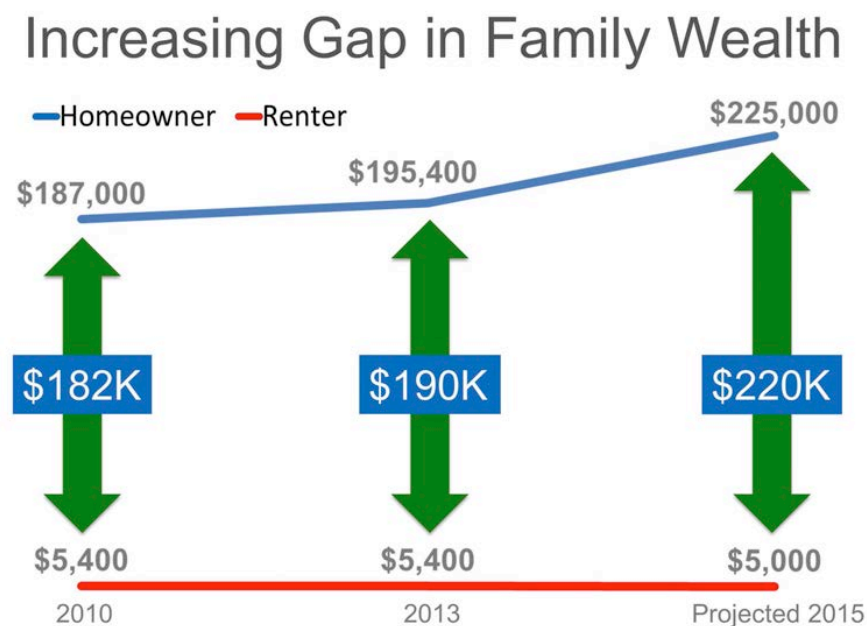 Increasing Gap in Family Wealth
Homeowner Renter
$225,000
$187,000
$195,400
$182K
$190K
$220K
$5,400
$5,400
$5,000
2010
2013
Projected 2015